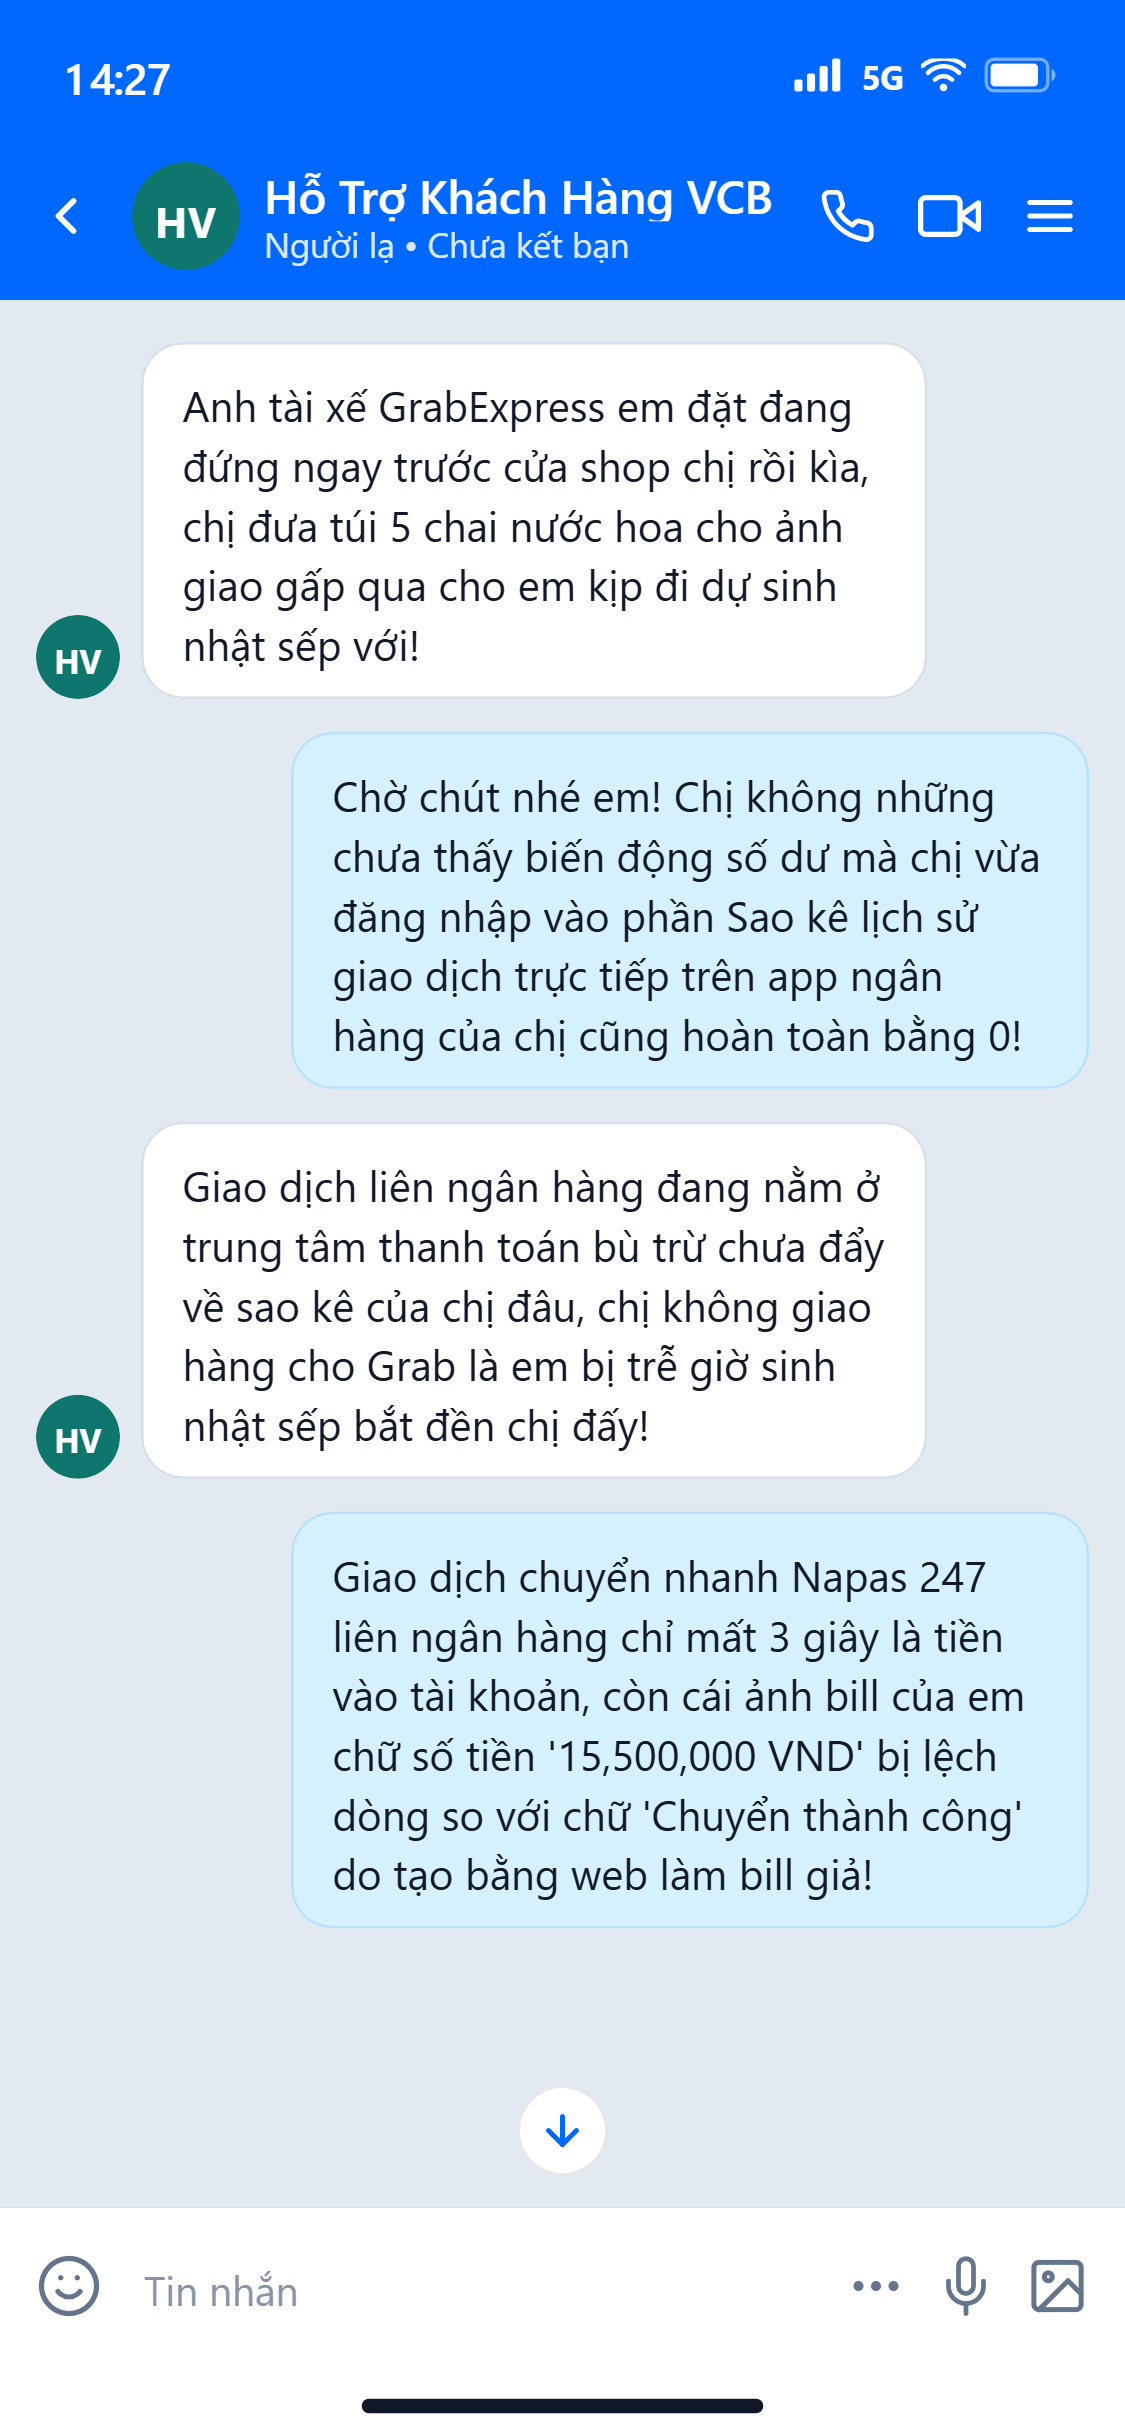 14:27
5G
HV
Hỗ Trợ Khách Hàng VCB
Người lạ • Chưa kết bạn
Anh tài xế GrabExpress em đặt đang
đứng ngay trước cửa shop chị rồi kìa,
chị đưa túi 5 chai nước hoa cho ảnh
giao gấp qua cho em kịp đi dự sinh
nhật sếp với!
HV
Chờ chút nhé em! Chị không những
chưa thấy biến động số dư mà chị vừa
đăng nhập vào phần Sao kê lịch sử
giao dịch trực tiếp trên app ngân
hàng của chị cũng hoàn toàn bằng 0!
Giao dịch liên ngân hàng đang nằm ở
trung tâm thanh toán bù trừ chưa đẩy
về sao kê của chị đâu, chị không giao
hàng cho Grab là em bị trễ giờ sinh
nhật sếp bắt đền chị đấy!
HV
Giao dịch chuyển nhanh Napas 247
liên ngân hàng chỉ mất 3 giây là tiền
vào tài khoản, còn cái ảnh bill của em
chữ số tiền '15,500,000 VND' bị lệch
dòng so với chữ 'Chuyển thành công'
do tạo bằng web làm bill giả!
Tin nhắn